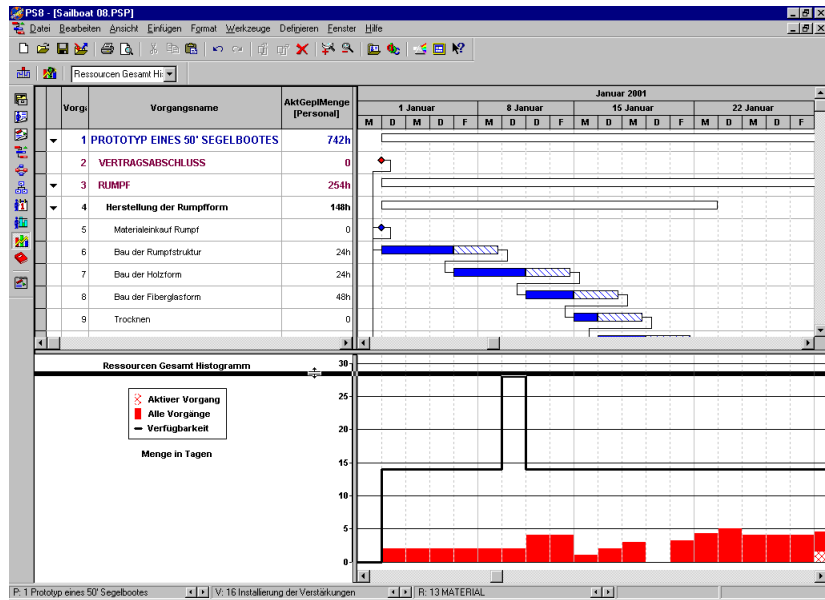 PS8 - [Sailboat 08.PSP]
Datei Bearbeiten Ansicht Einfügen Format Werkzeuge Definieren Fenster Hilfe
Ressourcen Gesamt Hi:
Vorga Vorgangsname AktGeplMenge [Personal]
Januar 2001
1 Januar 8 Januar 15 Januar 22 Januar
M D M D F M D M D F M D M D F M D M D F
1 PROTOTYP EINES 50' SEGELBOOTES 742h
2 VERTRAGSABSCHLUSS 0
3 RUMPF 254h
4 Herstellung der Rumpfform 148h
5 Materialeinkauf Rumpf 0
6 Bau der Rumpfstruktur 24h
7 Bau der Holzform 24h
8 Bau der Fiberglasform 48h
9 Trocknen 0
Ressourcen Gesamt Histogramm
Aktiver Vorgang
Alle Vorgänge
Verfügbarkeit
Menge in Tagen
30
25
20
15
10
5
0
P: 1 Prototyp eines 50' Segelbootes V: 16 Installierung der Verstärkungen R: 13 MATERIAL